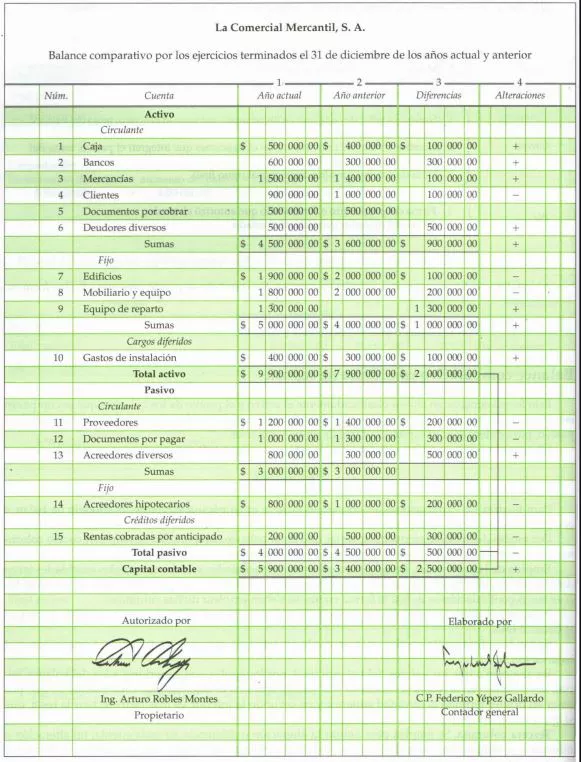 La Comercial Mercantil, S. A.
Balance comparativo por los ejercicios terminados el 31 de diciembre de los años actual y anterior
1 2 3 4
Núm. Cuenta Año actual Año anterior Diferencias Alteraciones
Activo
Circulante
1 Caja $ 500 000 00 $ 400 000 00 $ 100 000 00 +
2 Bancos 600 000 00 300 000 00 300 000 00 +
3 Mercancías 1 500 000 00 1 400 000 00 100 000 00 +
4 Clientes 900 000 00 1 000 000 00 100 000 00 −
5 Documentos por cobrar 500 000 00 500 000 00
6 Deudores diversos 500 000 00 500 000 00 +
Sumas $ 4 500 000 00 $ 3 600 000 00 $ 900 000 00 +
Fijo
7 Edificios $ 1 900 000 00 $ 2 000 000 00 $ 100 000 00 −
8 Mobiliario y equipo 1 800 000 00 2 000 000 00 200 000 00 −
9 Equipo de reparto 1 300 000 00 1 300 000 00 +
Sumas $ 5 000 000 00 $ 4 000 000 00 $ 1 000 000 00 +
Cargos diferidos
10 Gastos de instalación $ 400 000 00 $ 300 000 00 $ 100 000 00 +
Total activo $ 9 900 000 00 $ 7 900 000 00 $ 2 000 000 00
Pasivo
Circulante
11 Proveedores $ 1 200 000 00 $ 1 400 000 00 $ 200 000 00 −
12 Documentos por pagar 1 000 000 00 1 300 000 00 300 000 00 −
13 Acreedores diversos 800 000 00 300 000 00 500 000 00 +
Sumas $ 3 000 000 00 $ 3 000 000 00
Fijo
14 Acreedores hipotecarios $ 800 000 00 $ 1 000 000 00 $ 200 000 00 −
Créditos diferidos
15 Rentas cobradas por anticipado 200 000 00 500 000 00 300 000 00 −
Total pasivo $ 4 000 000 00 $ 4 500 000 00 $ 500 000 00 −
Capital contable $ 5 900 000 00 $ 3 400 000 00 $ 2 500 000 00 +
Autorizado por Elaborado por
Ing. Arturo Robles Montes C.P. Federico Yépez Gallardo
Propietario Contador general